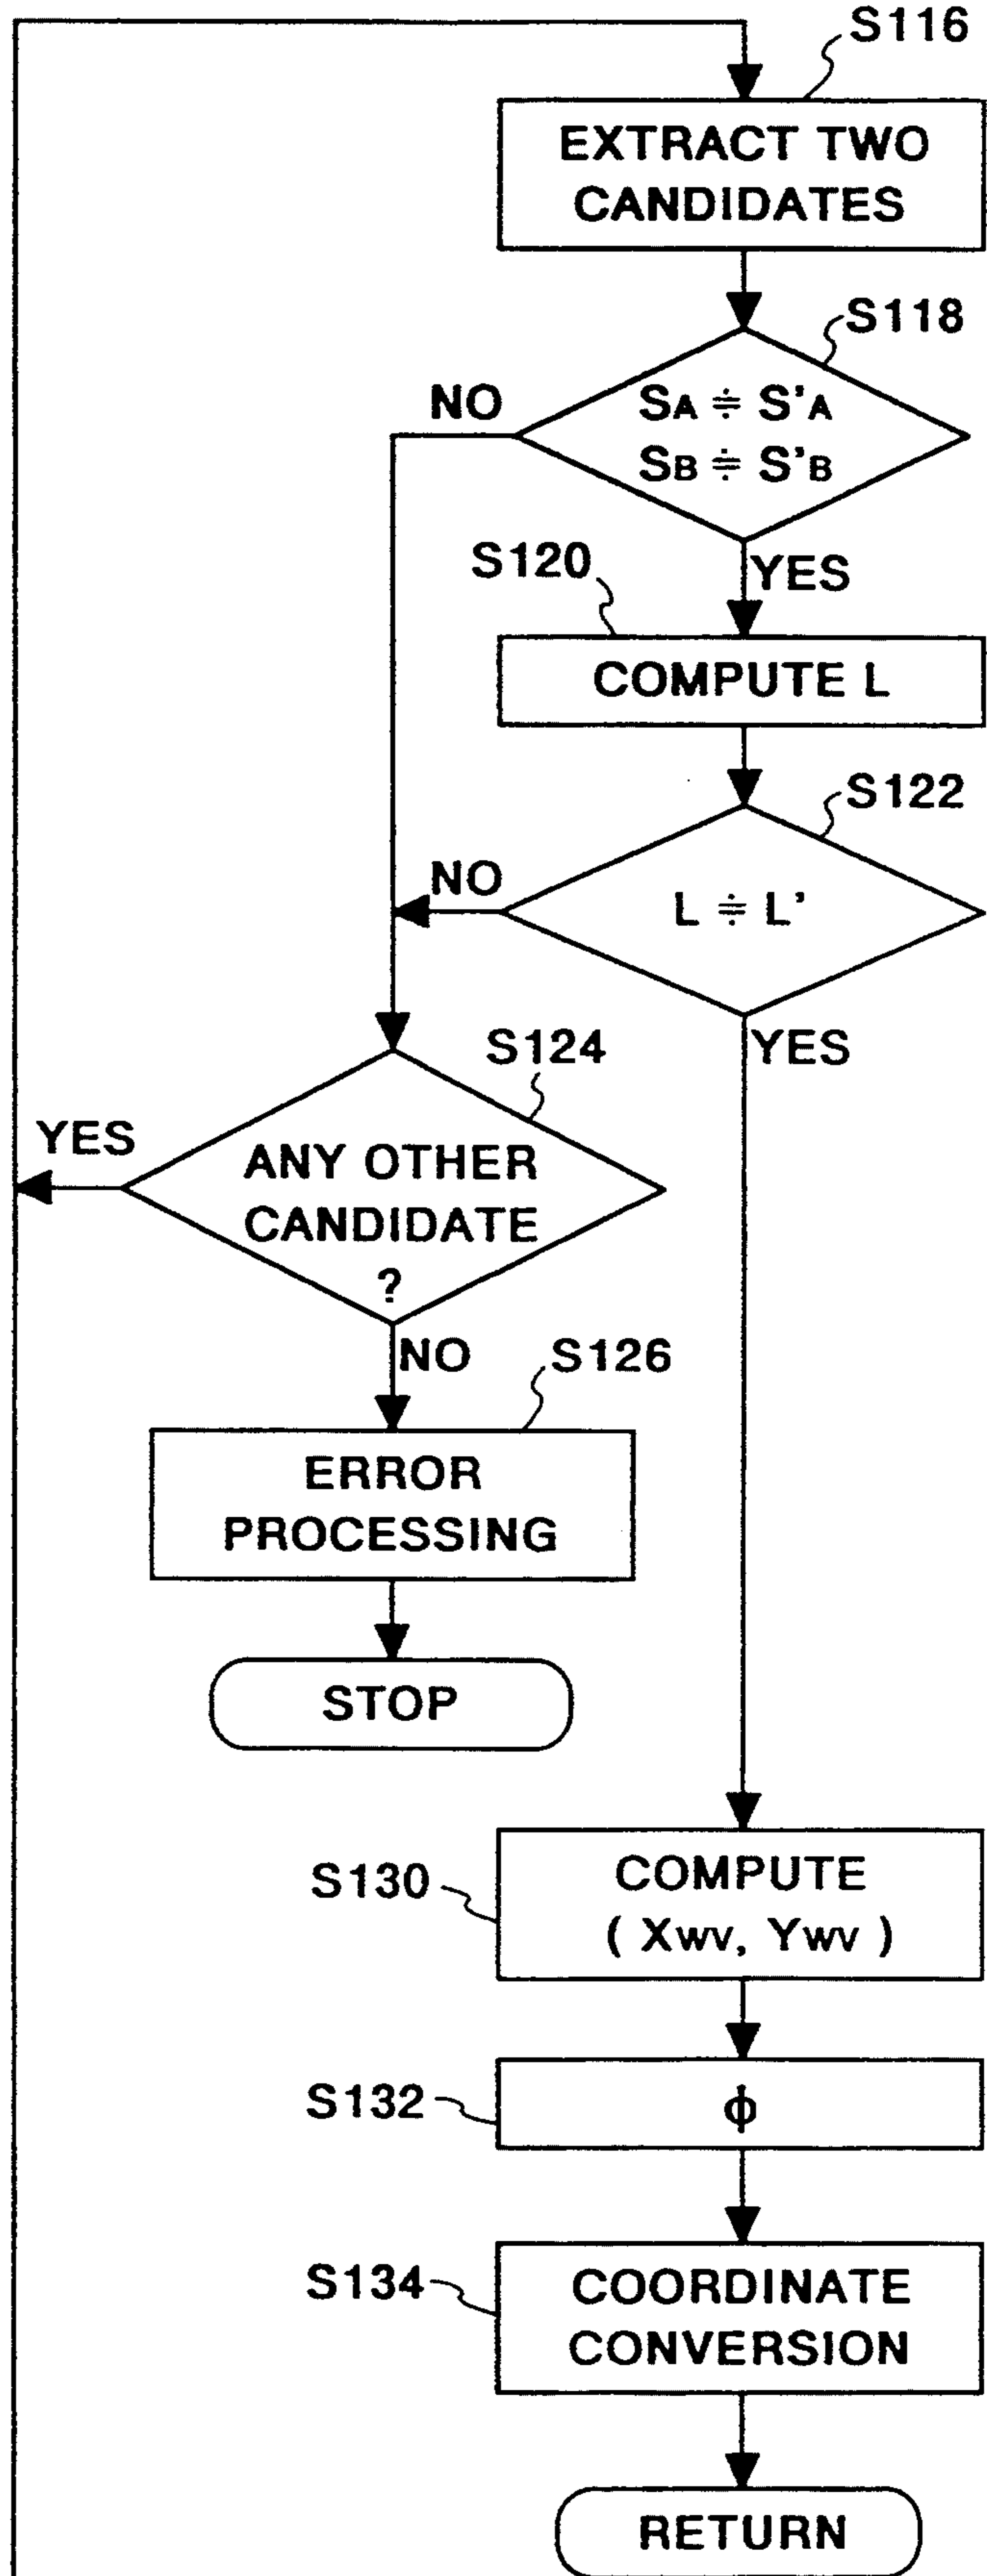 S116
EXTRACT TWO
CANDIDATES
S118
NO
SA ≑ S'A
SB ≑ S'B
YES
S120
COMPUTE L
S122
NO
L ≑ L'
YES
S124
YES
ANY OTHER
CANDIDATE
?
NO
S126
ERROR
PROCESSING
STOP
S130
COMPUTE
( XWV, YWV )
S132
ϕ
S134
COORDINATE
CONVERSION
RETURN